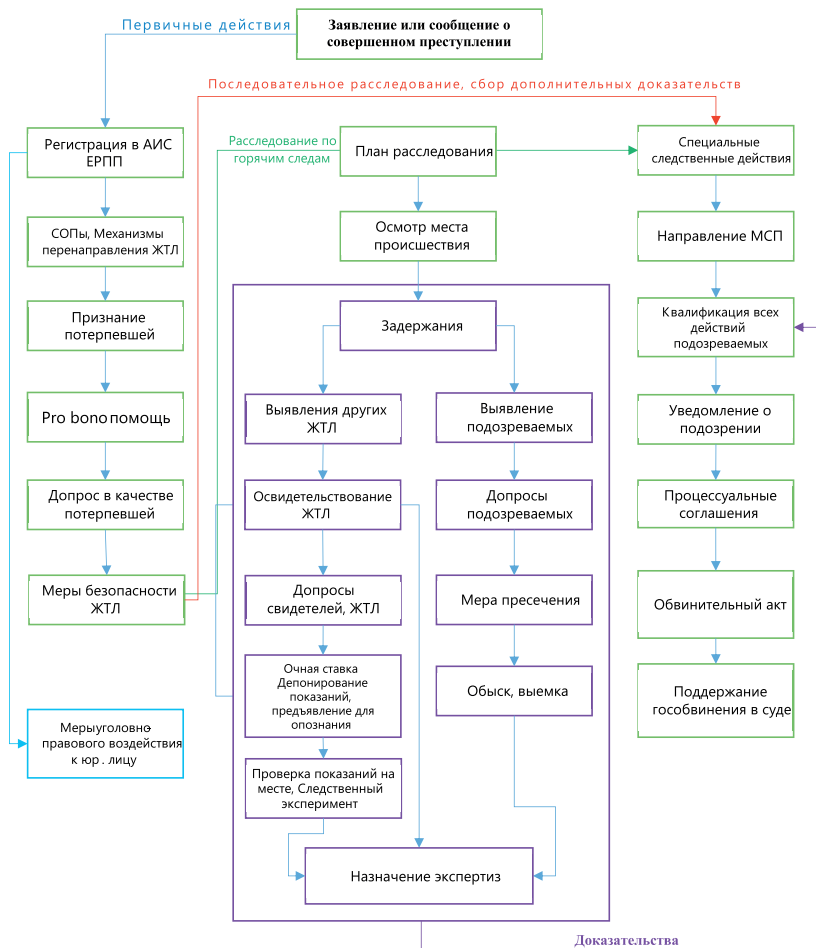 Заявление или сообщение о
совершенном преступлении
Первичные действия
Последовательное расследование, сбор дополнительных доказательств
Регистрация в АИС
ЕРПП
СОПы, Механизмы
перенаправления ЖТЛ
Признание
потерпевшей
Pro bono помощь
Допрос в качестве
потерпевшей
Меры безопасности
ЖТЛ
Меры уголовно-
правового воздействия
к юр. лицу
Расследование по
горячим следам
План расследования
Осмотр места
происшествия
Задержания
Выявления других
ЖТЛ
Освидетельствование
ЖТЛ
Допросы
свидетелей, ЖТЛ
Очная ставка
Депонирование
показаний,
предъявление для
опознания
Проверка показаний на
месте, Следственный
эксперимент
Выявление
подозреваемых
Допросы
подозреваемых
Мера пресечения
Обыск, выемка
Назначение экспертиз
Специальные
следственные действия
Направление МСП
Квалификация всех
действий
подозреваемых
Уведомление о
подозрении
Процессуальные
соглашения
Обвинительный акт
Поддержание
гособвинения в суде
Доказательства